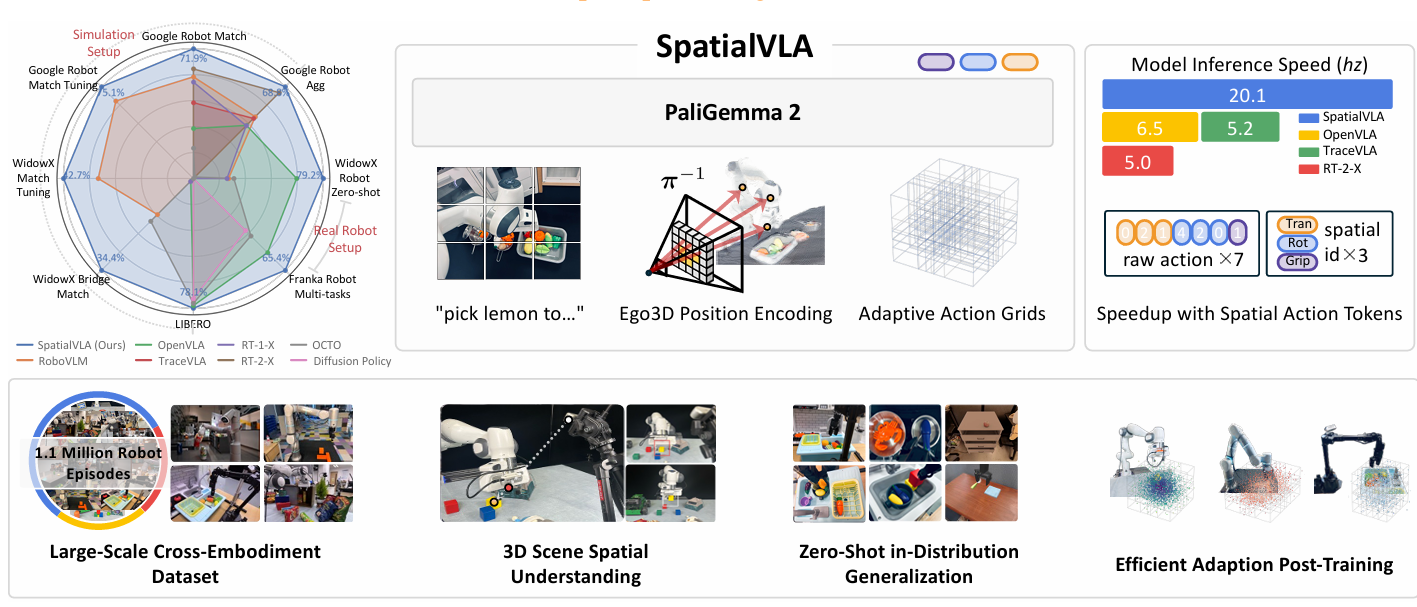 Simulation
Setup
Google Robot Match
71.9%
Google Robot
Match Tuning
5.1%
Google Robot
Agg
WidowX
Match
Tuning
42.7%
79.2%
WidowX
Robot
Zero-shot
Real Robot
Setup
34.4%
65.4%
WidowX Bridge
Match
78.1%
Franka Robot
Multi-tasks
LIBERO
SpatialVLA (Ours)
OpenVLA
RT-1-X
OCTO
RoboVLM
TraceVLA
RT-2-X
Diffusion Policy
SpatialVLA
PaliGemma 2
π⁻¹
"pick lemon to..."
Ego3D Position Encoding
Adaptive Action Grids
Model Inference Speed (hz)
20.1
6.5
5.2
5.0
SpatialVLA
OpenVLA
TraceVLA
RT-2-X
0 2 1 4 2 0 1
raw action ×7
Tran
Rot
Grip
spatial
id×3
Speedup with Spatial Action Tokens
1.1 Million Robot
Episodes
Large-Scale Cross-Embodiment
Dataset
3D Scene Spatial
Understanding
Zero-Shot in-Distribution
Generalization
Efficient Adaption Post-Training